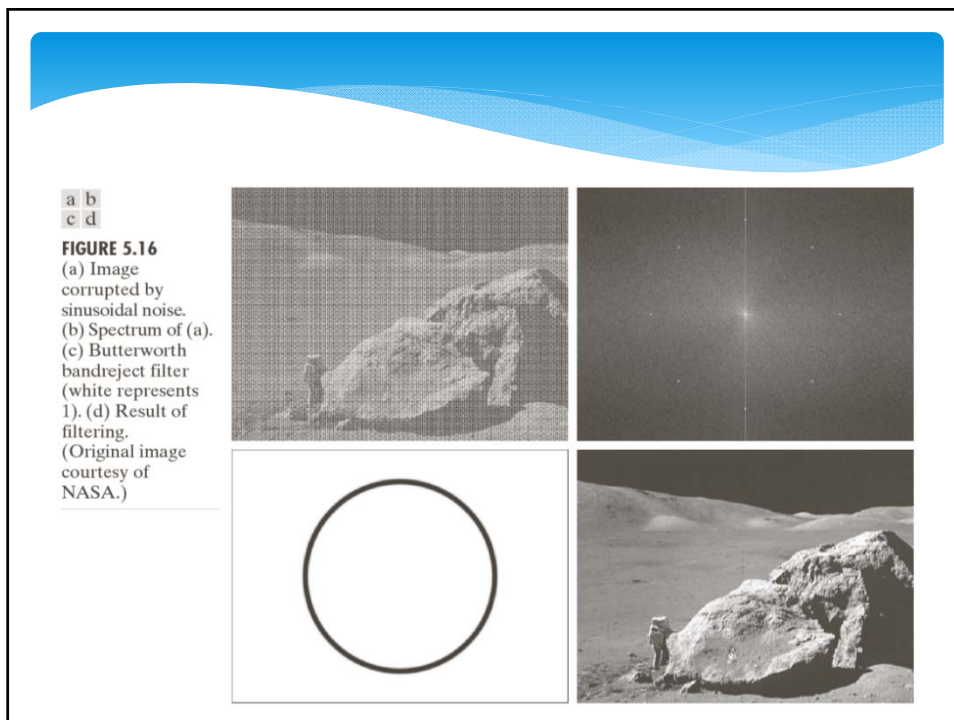 a b
c d
FIGURE 5.16
(a) Image
corrupted by
sinusoidal noise.
(b) Spectrum of (a).
(c) Butterworth
bandreject filter
(white represents
1). (d) Result of
filtering.
(Original image
courtesy of
NASA.)